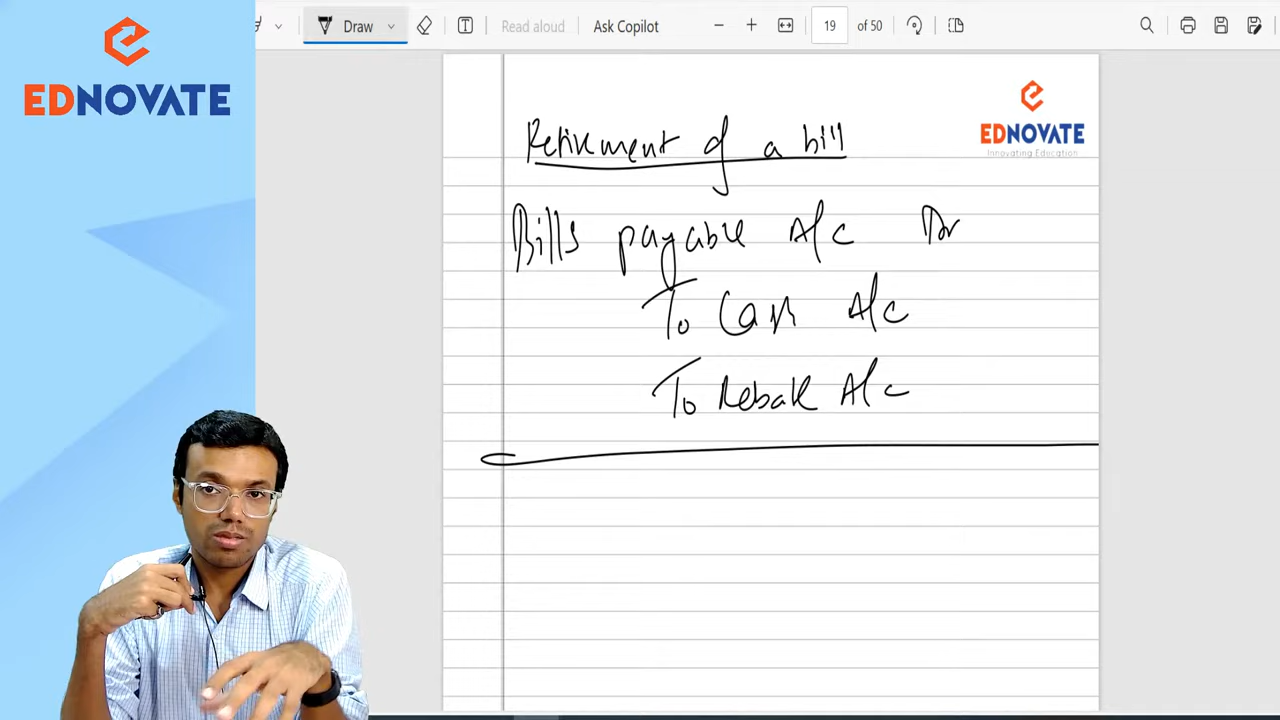 Draw
Read aloud
Ask Copilot
19 of 50
EDNOVATE
EDNOVATE
Innovating Education
Retirement of a bill
Bills payable A/c Dr
To Cash A/c
To Rebate A/c